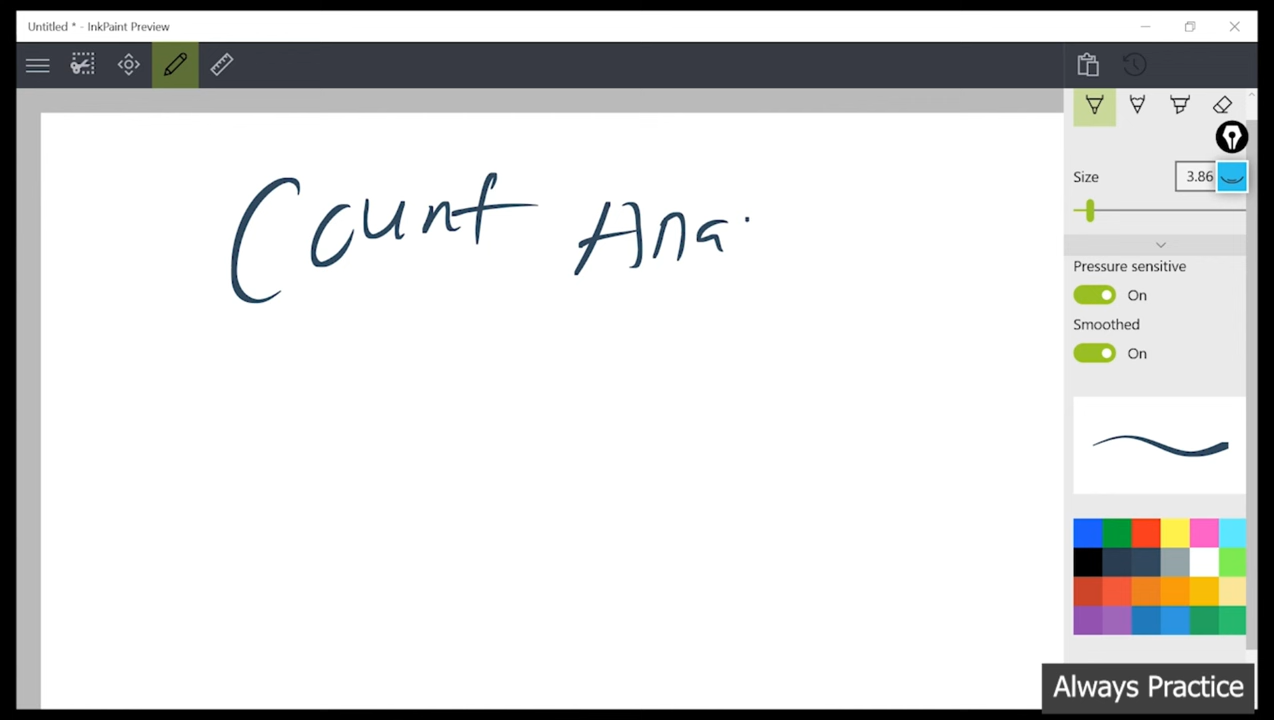 Untitled * - InkPaint Preview
Count Ana
Size
3.86
Pressure sensitive
On
Smoothed
On
Always Practice